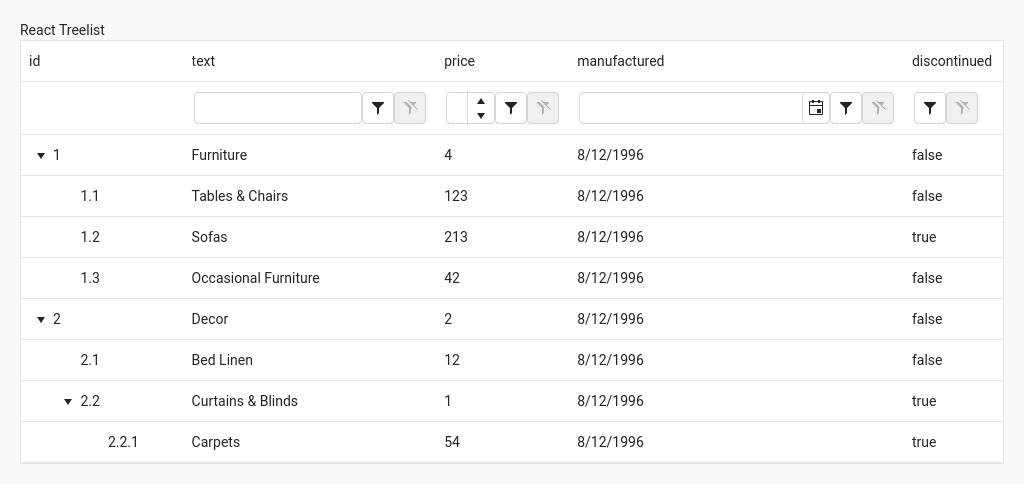 React Treelist
id text price manufactured discontinued
1 Furniture 4 8/12/1996 false
1.1 Tables & Chairs 123 8/12/1996 false
1.2 Sofas 213 8/12/1996 true
1.3 Occasional Furniture 42 8/12/1996 false
2 Decor 2 8/12/1996 false
2.1 Bed Linen 12 8/12/1996 false
2.2 Curtains & Blinds 1 8/12/1996 true
2.2.1 Carpets 54 8/12/1996 true